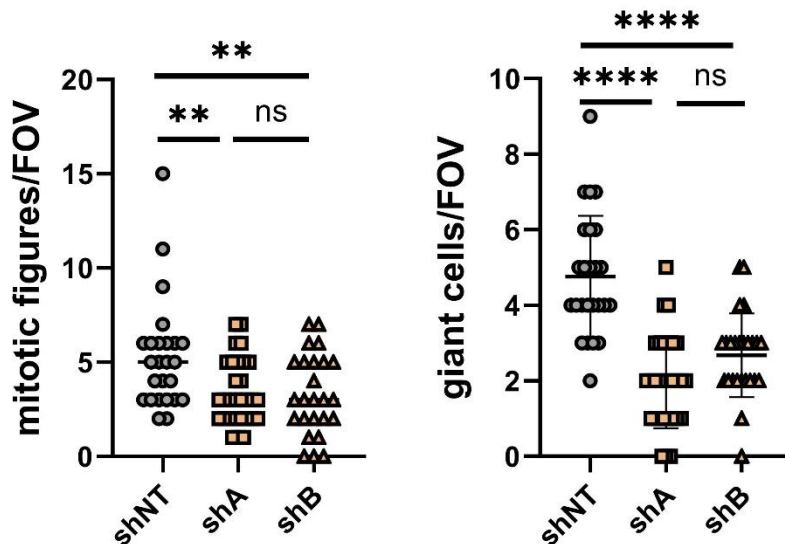 **
** ns
mitotic figures/FOV
20
15
10
5
0
shNT shA shB
****
**** ns
giant cells/FOV
10
8
6
4
2
0
shNT shA shB